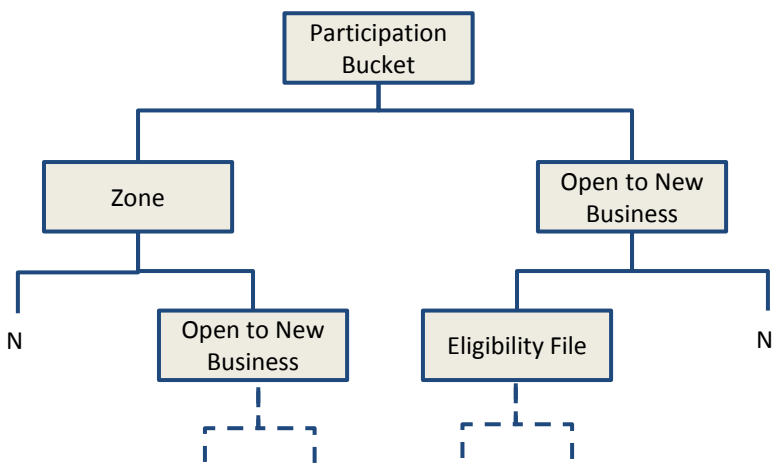 Participation
Bucket
Zone
Open to New
Business
N
Open to New
Business
Eligibility File
N